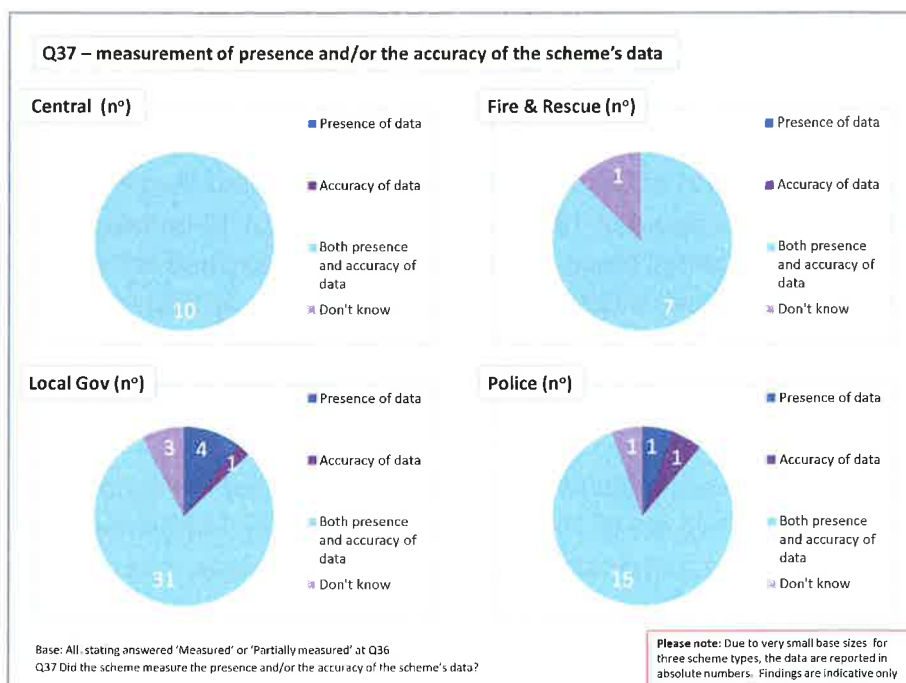 Q37 – measurement of presence and/or the accuracy of the scheme's data
Central (nº)
Presence of data
Accuracy of data
Both presence
and accuracy of
data
Don't know
10
Fire & Rescue (nº)
Presence of data
Accuracy of data
Both presence
and accuracy of
data
Don't know
1
7
Local Gov (nº)
Presence of data
Accuracy of data
Both presence
and accuracy of
data
Don't know
3
4
1
31
Police (nº)
Presence of data
Accuracy of data
Both presence
and accuracy of
data
Don't know
1
1
1
15
Base: All stating answered 'Measured' or 'Partially measured' at Q36
Q37 Did the scheme measure the presence and/or the accuracy of the scheme's data?
Please note: Due to very small base sizes for
three scheme types, the data are reported in
absolute numbers. Findings are indicative only